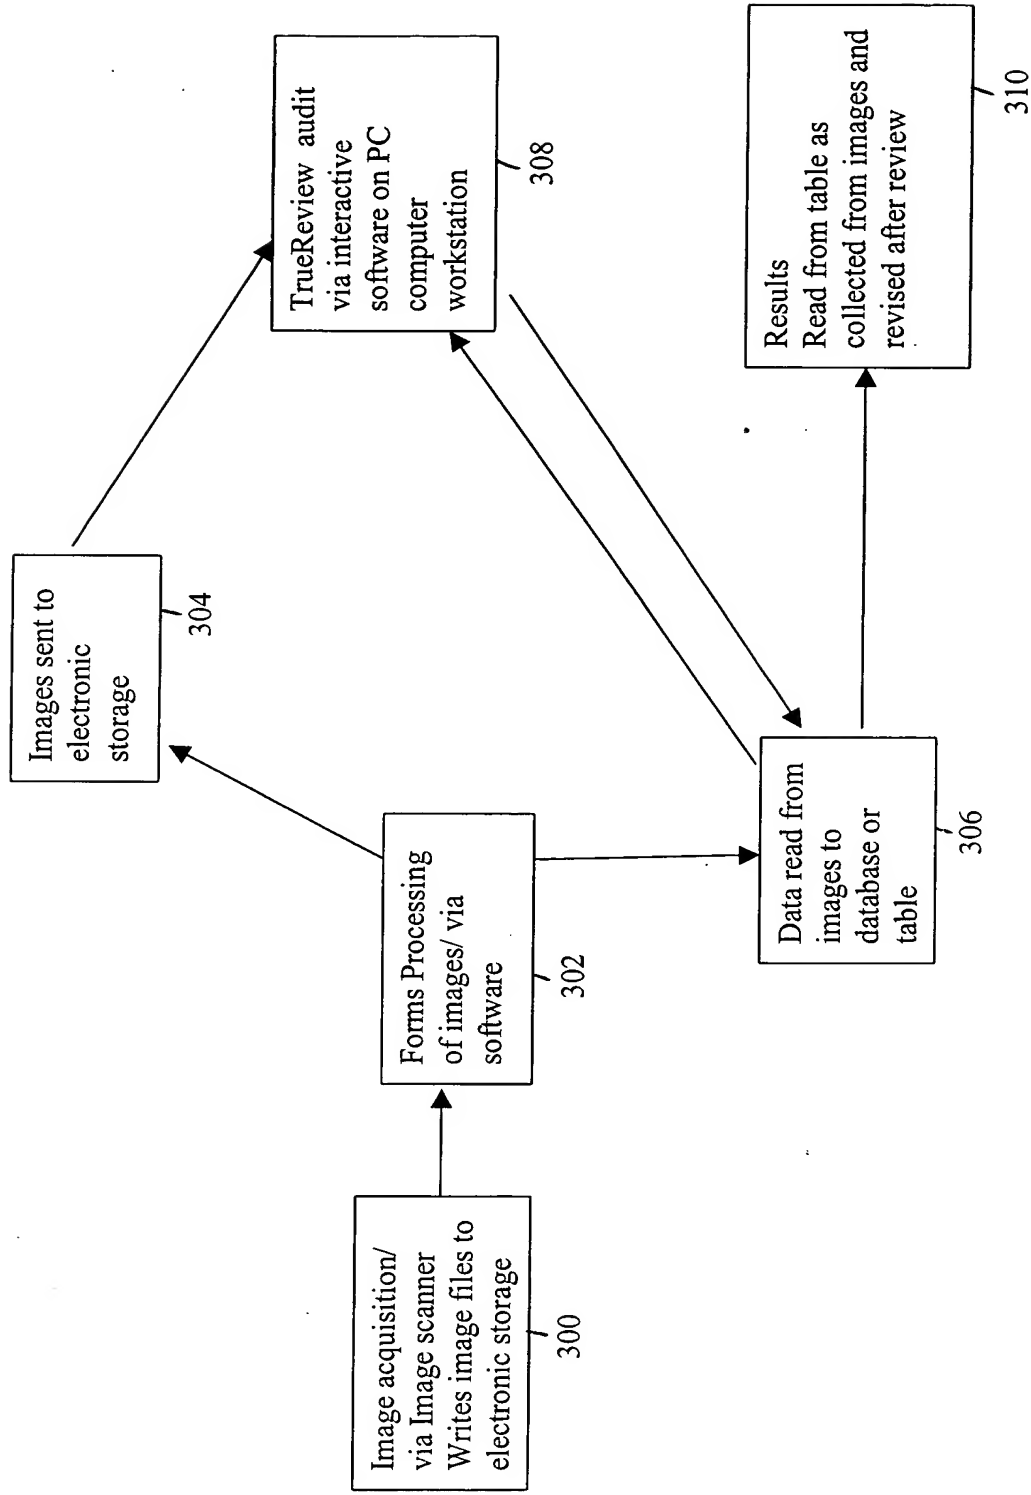 Image acquisition/
via Image scanner
Writes image files to
electronic storage
300
Forms Processing
of images/ via
software
302
Images sent to
electronic
storage
304
Data read from
images to
database or
table
306
TrueReview audit
via interactive
software on PC
computer
workstation
308
Results
Read from table as
collected from images and
revised after review
310